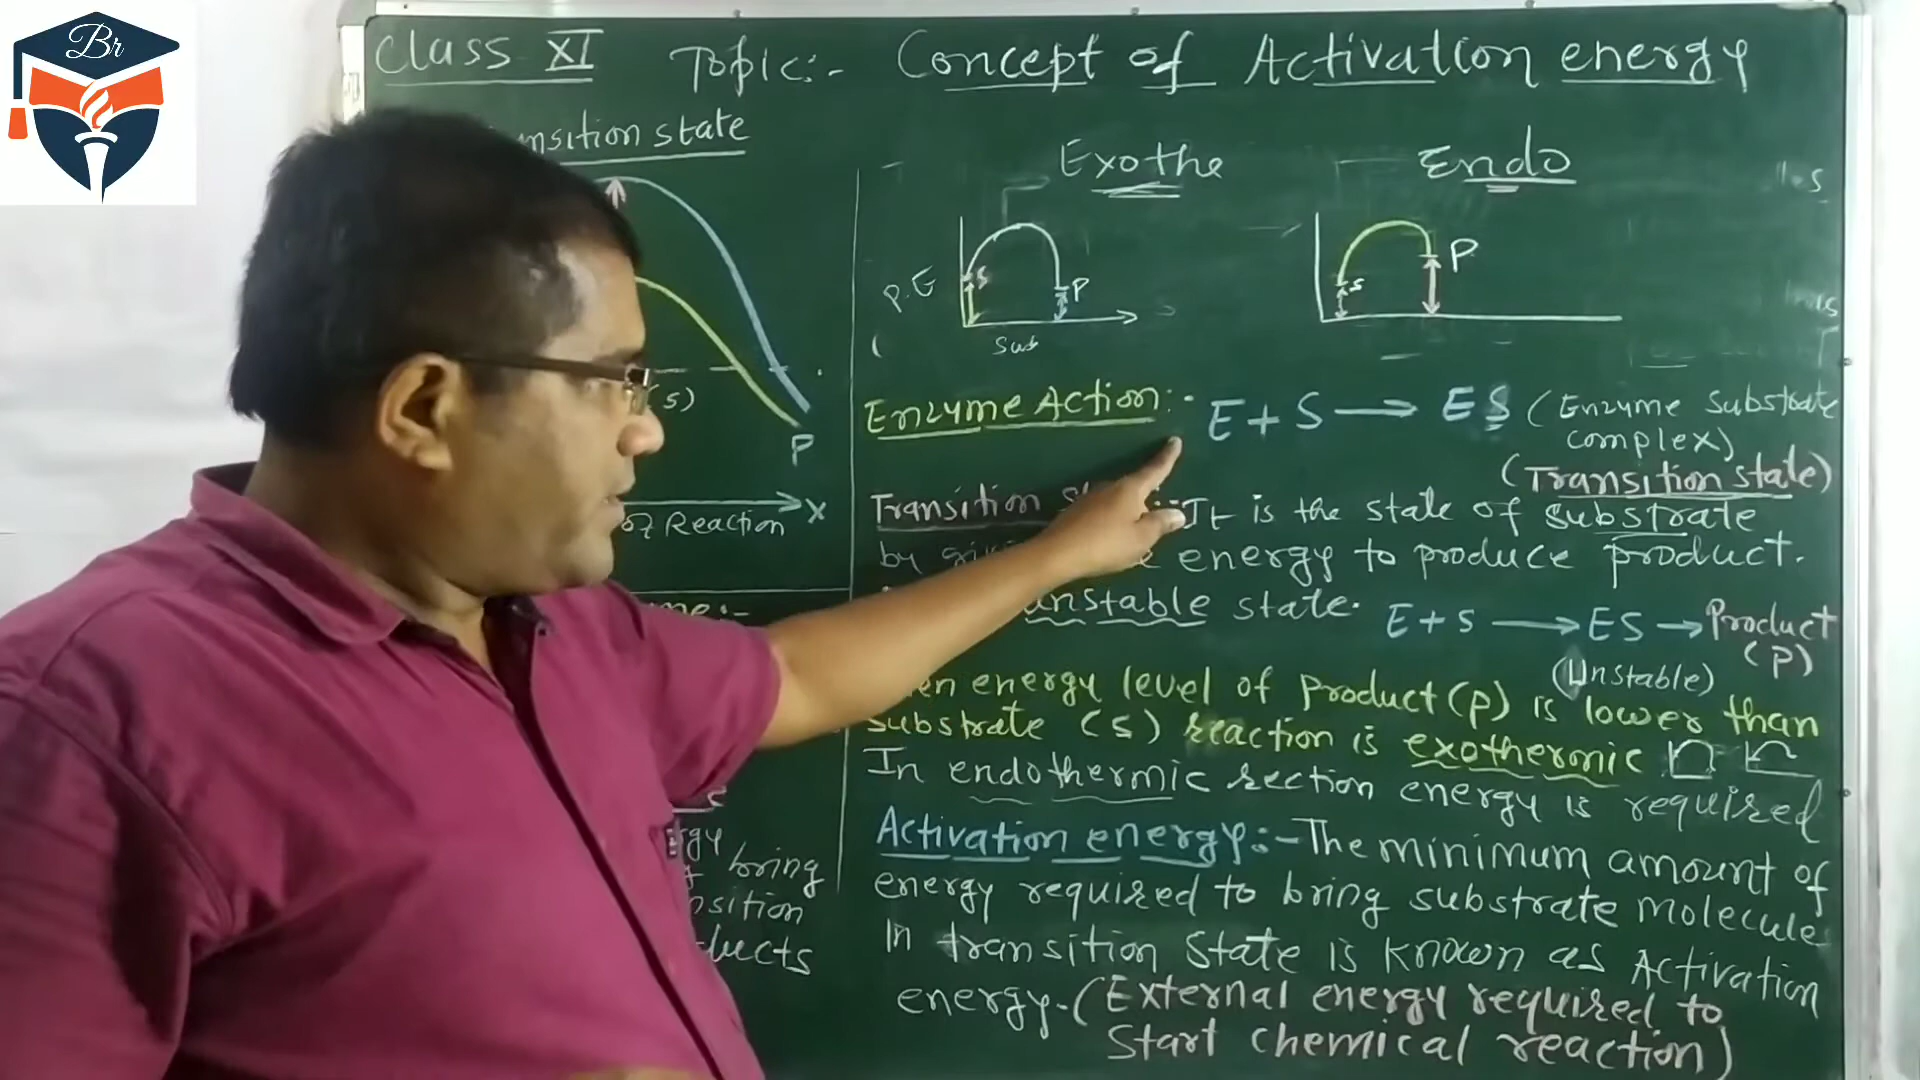 Br
Class XI Topic:- Concept of Activation energy
nsition state
Exothe
Endo
P.E
S
P
Sub
S
P
(s)
P
of Reaction X
Enzyme Action:- E + S → ES (Enzyme substrate
complex)
(Transition state)
Transition It is the state of substrate
by energy to produce product.
unstable state.
E + S → ES → Product
(Unstable) (P)
en energy level of product (p) is lower than
substrate (s) reaction is exothermic
In endothermic rection energy is required
Activation energy:- The minimum amount of
energy required to bring substrate molecule
In transition state is known as Activation
energy- (External energy required to
Start chemical reaction)
me:-
rgy
bring
nsition
ducts